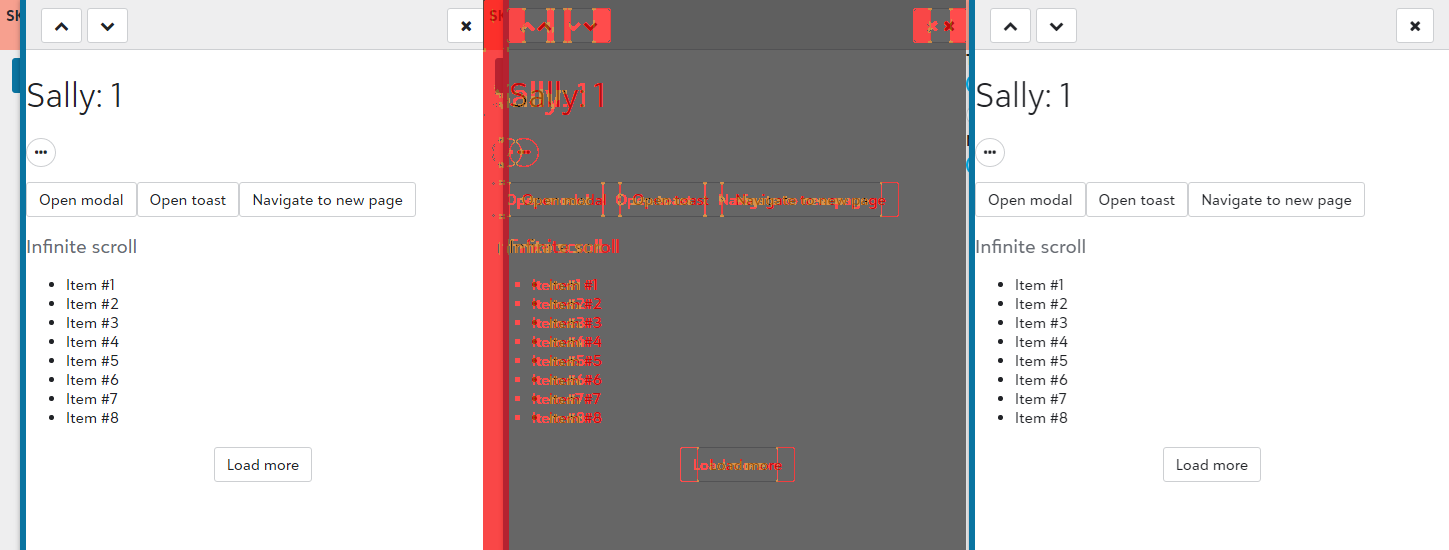 SK
Sally: 1
•••
Open modal Open toast Navigate to new page
Infinite scroll
• Item #1
• Item #2
• Item #3
• Item #4
• Item #5
• Item #6
• Item #7
• Item #8
Load more
SK
Sally: 1
Open modal Open toast Navigate to new page
Infinite scroll
• Item #1
• Item #2
• Item #3
• Item #4
• Item #5
• Item #6
• Item #7
• Item #8
Load more
Sally: 1
•••
Open modal Open toast Navigate to new page
Infinite scroll
• Item #1
• Item #2
• Item #3
• Item #4
• Item #5
• Item #6
• Item #7
• Item #8
Load more